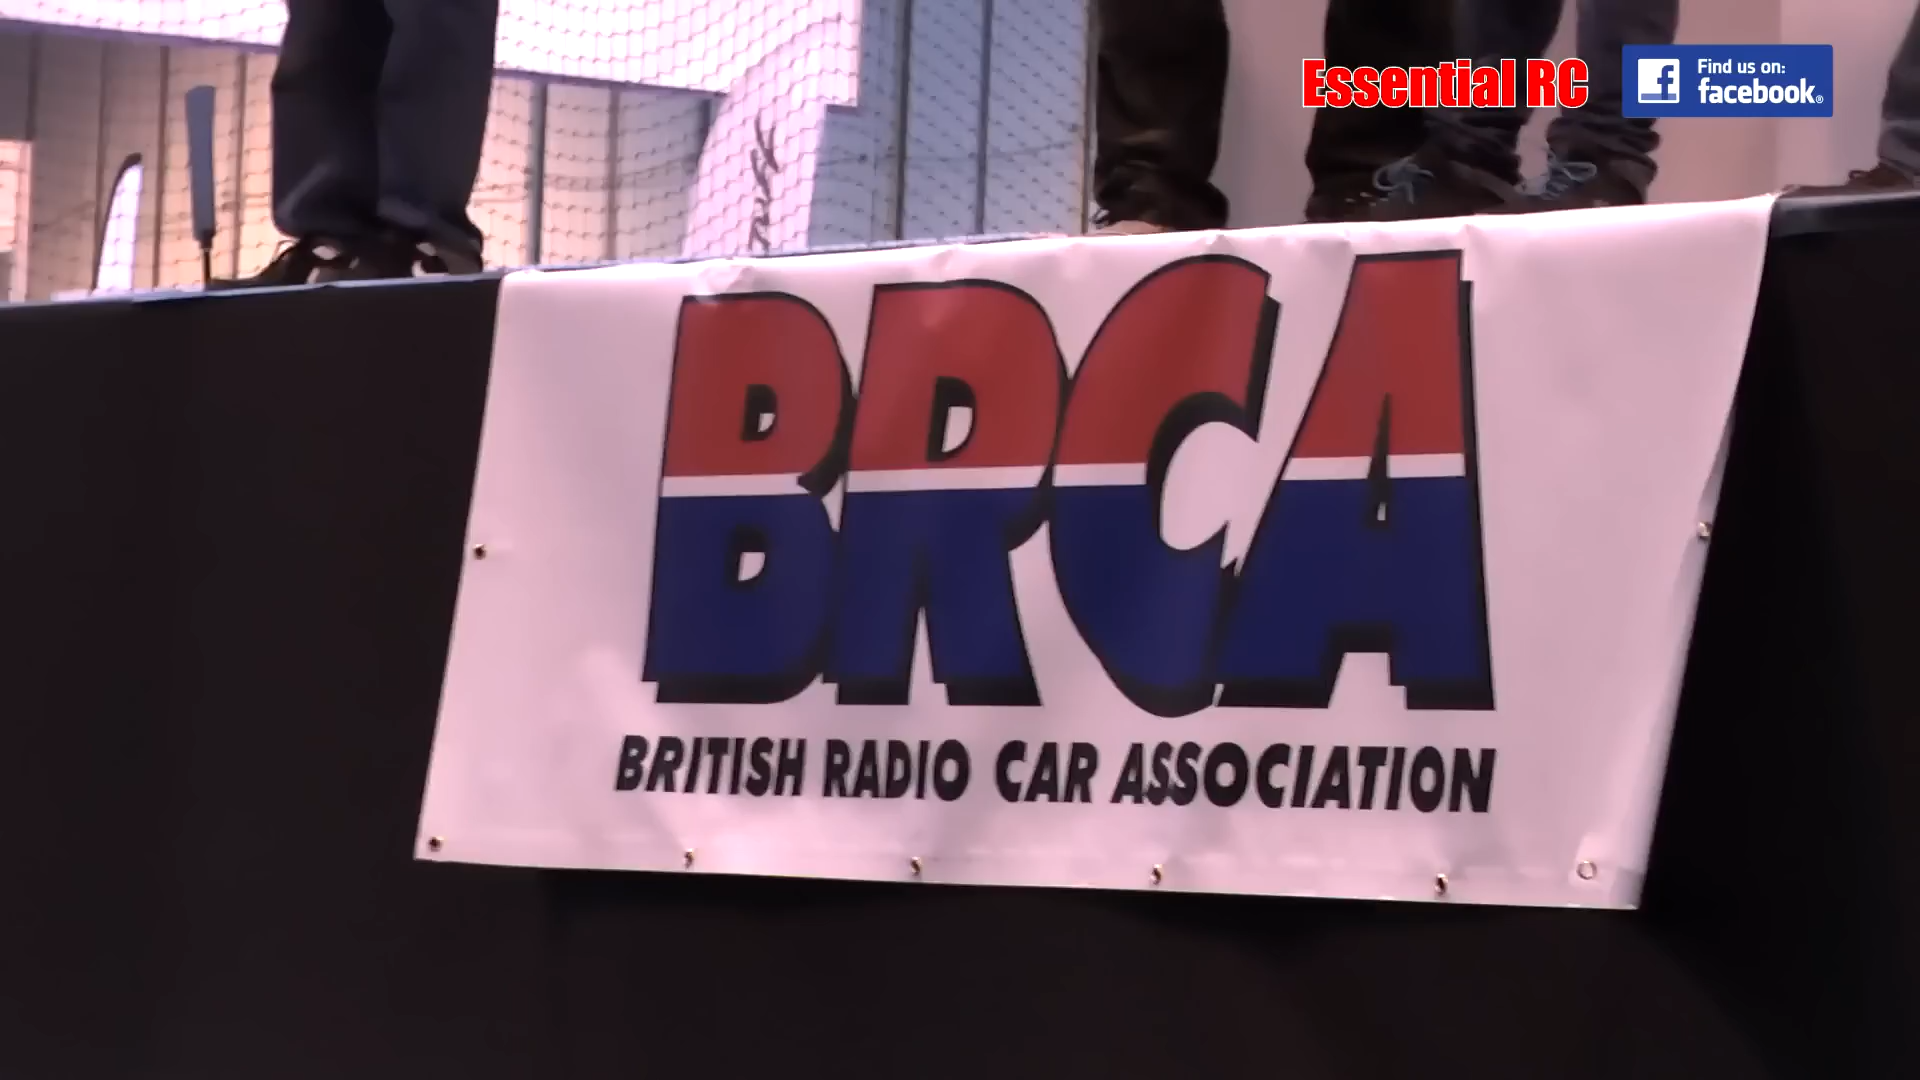 Essential RC
Find us on:
facebook®
BRCA
BRITISH RADIO CAR ASSOCIATION